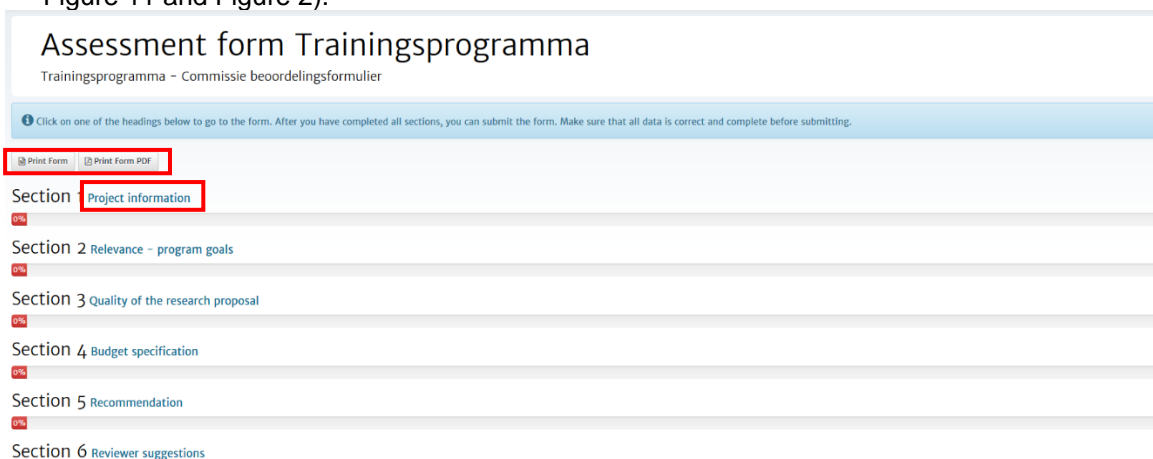 Figure 11 and Figure 2).
Assessment form Trainingsprogramma
Trainingsprogramma - Commissie beoordelingsformulier
Click on one of the headings below to go to the form. After you have completed all sections, you can submit the form. Make sure that all data is correct and complete before submitting.
Print Form Print Form PDF
Section 1 Project information
0%
Section 2 Relevance - program goals
0%
Section 3 Quality of the research proposal
0%
Section 4 Budget specification
0%
Section 5 Recommendation
0%
Section 6 Reviewer suggestions